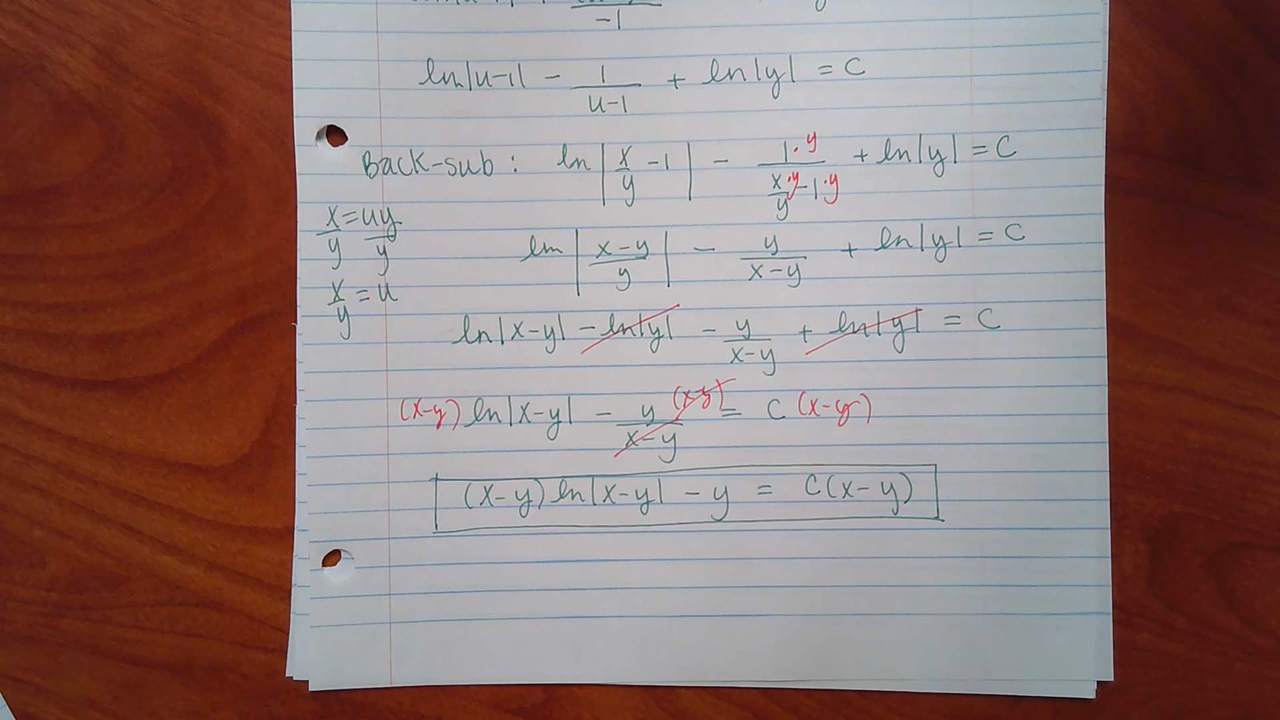 -1
ln|u-1| - 1/(u-1) + ln|y| = C
Back-sub: ln|x/y - 1| - (1·y)/(x/y·y - 1·y) + ln|y| = C
x/y = uy/y
ln|(x-y)/y| - y/(x-y) + ln|y| = C
x/y = u
ln|x-y| - ln|y| - y/(x-y) + ln|y| = C
(x-y) ln|x-y| - y/(x-y) (x-y) = C (x-y)
(x-y) ln|x-y| - y = C(x-y)